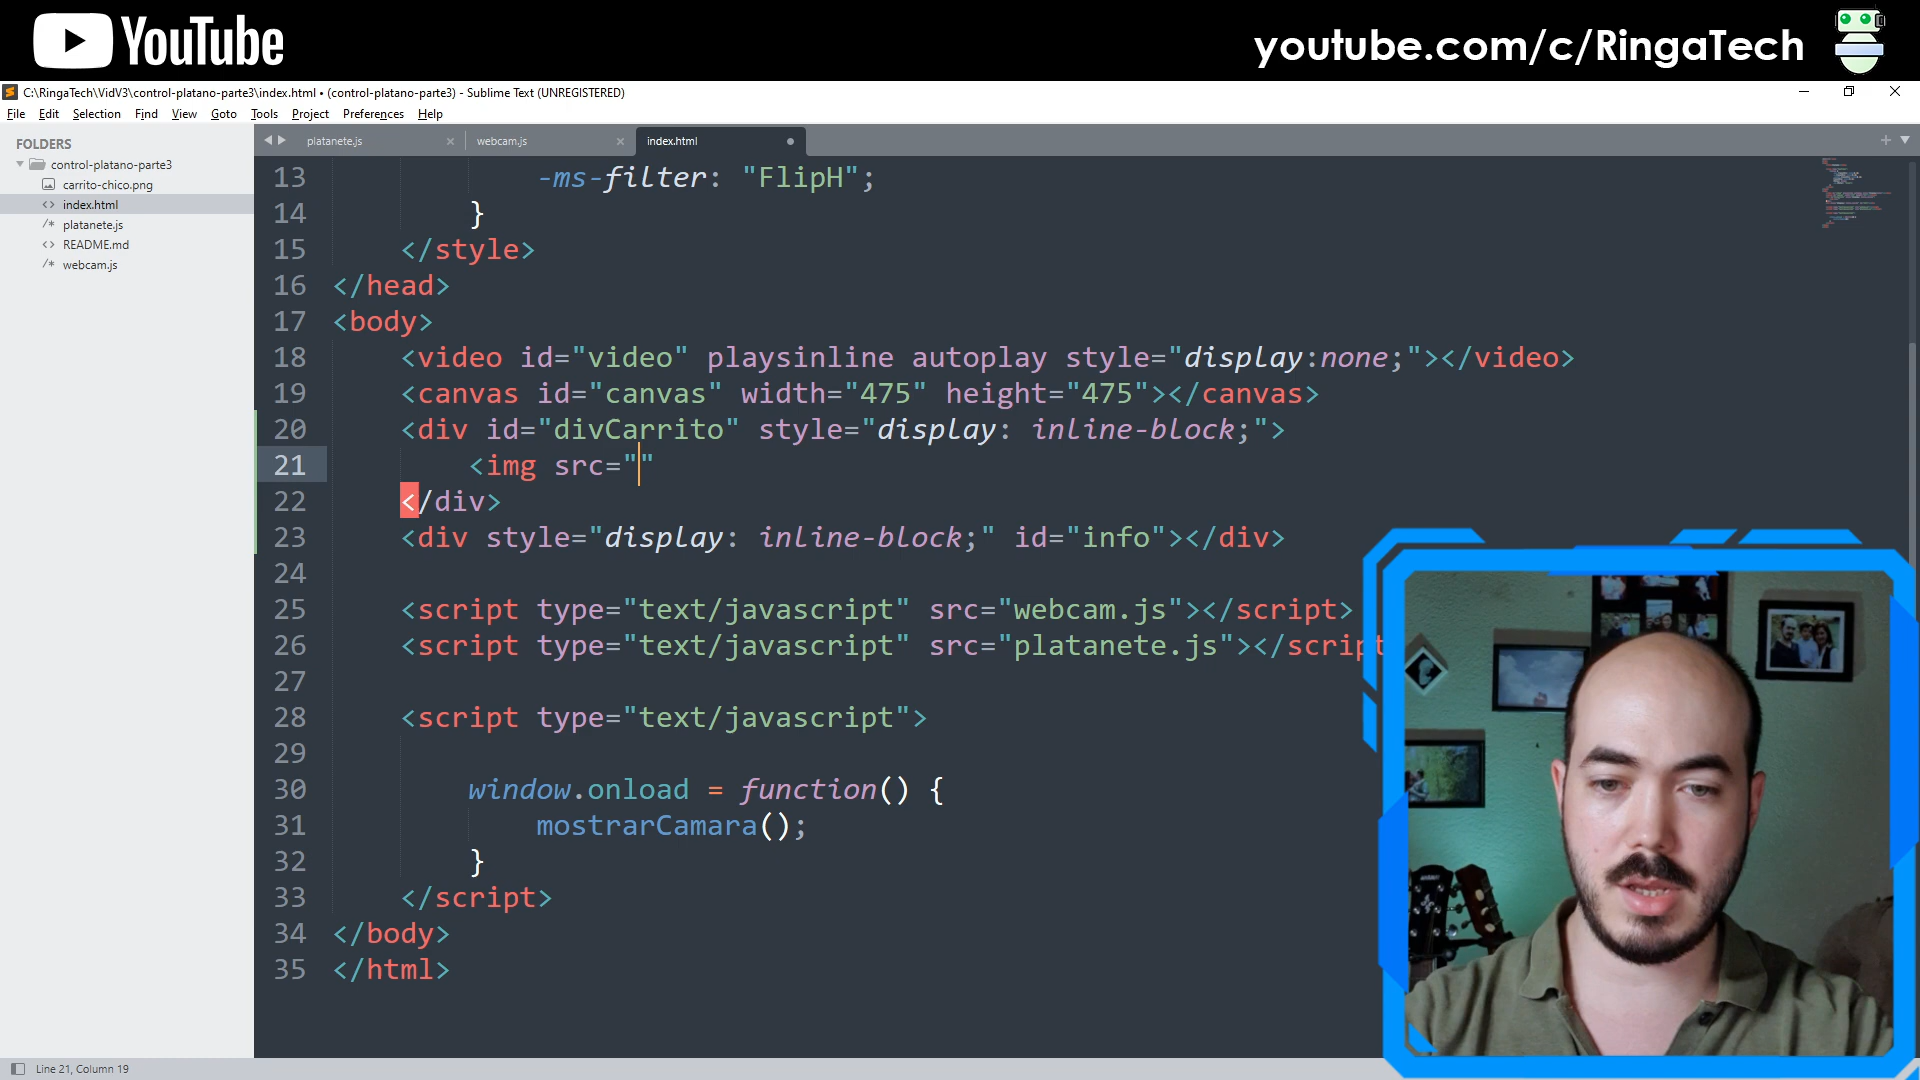 YouTube
youtube.com/c/RingaTech
C:\RingaTech\VidV3\control-platano-parte3\index.html • (control-platano-parte3) - Sublime Text (UNREGISTERED)
File Edit Selection Find View Goto Tools Project Preferences Help
FOLDERS
control-platano-parte3
carrito-chico.png
index.html
platanete.js
README.md
webcam.js
platanete.js webcam.js index.html
13 -ms-filter: "FlipH";
14 }
15 </style>
16 </head>
17 <body>
18 <video id="video" playsinline autoplay style="display:none;"></video>
19 <canvas id="canvas" width="475" height="475"></canvas>
20 <div id="divCarrito" style="display: inline-block;">
21 <img src=""
22 </div>
23 <div style="display: inline-block;" id="info"></div>
24
25 <script type="text/javascript" src="webcam.js"></script>
26 <script type="text/javascript" src="platanete.js"></script
27
28 <script type="text/javascript">
29
30 window.onload = function() {
31 mostrarCamara();
32 }
33 </script>
34 </body>
35 </html>
Line 21, Column 19